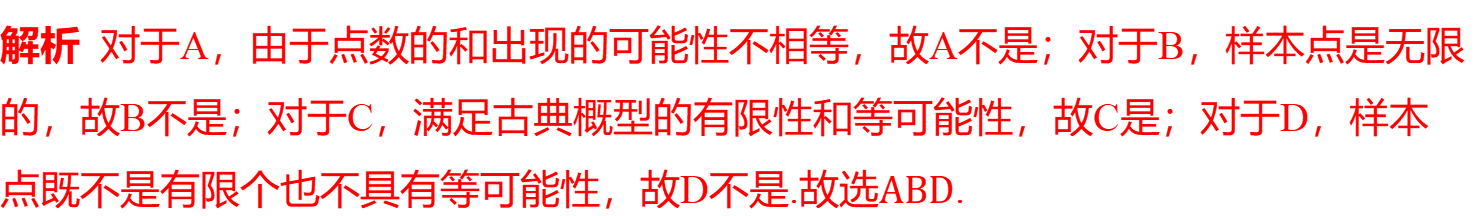 解析 对于A，由于点数的和出现的可能性不相等，故A不是；对于B，样本点是无限
的，故B不是；对于C，满足古典概型的有限性和等可能性，故C是；对于D，样本
点既不是有限个也不具有等可能性，故D不是.故选ABD.